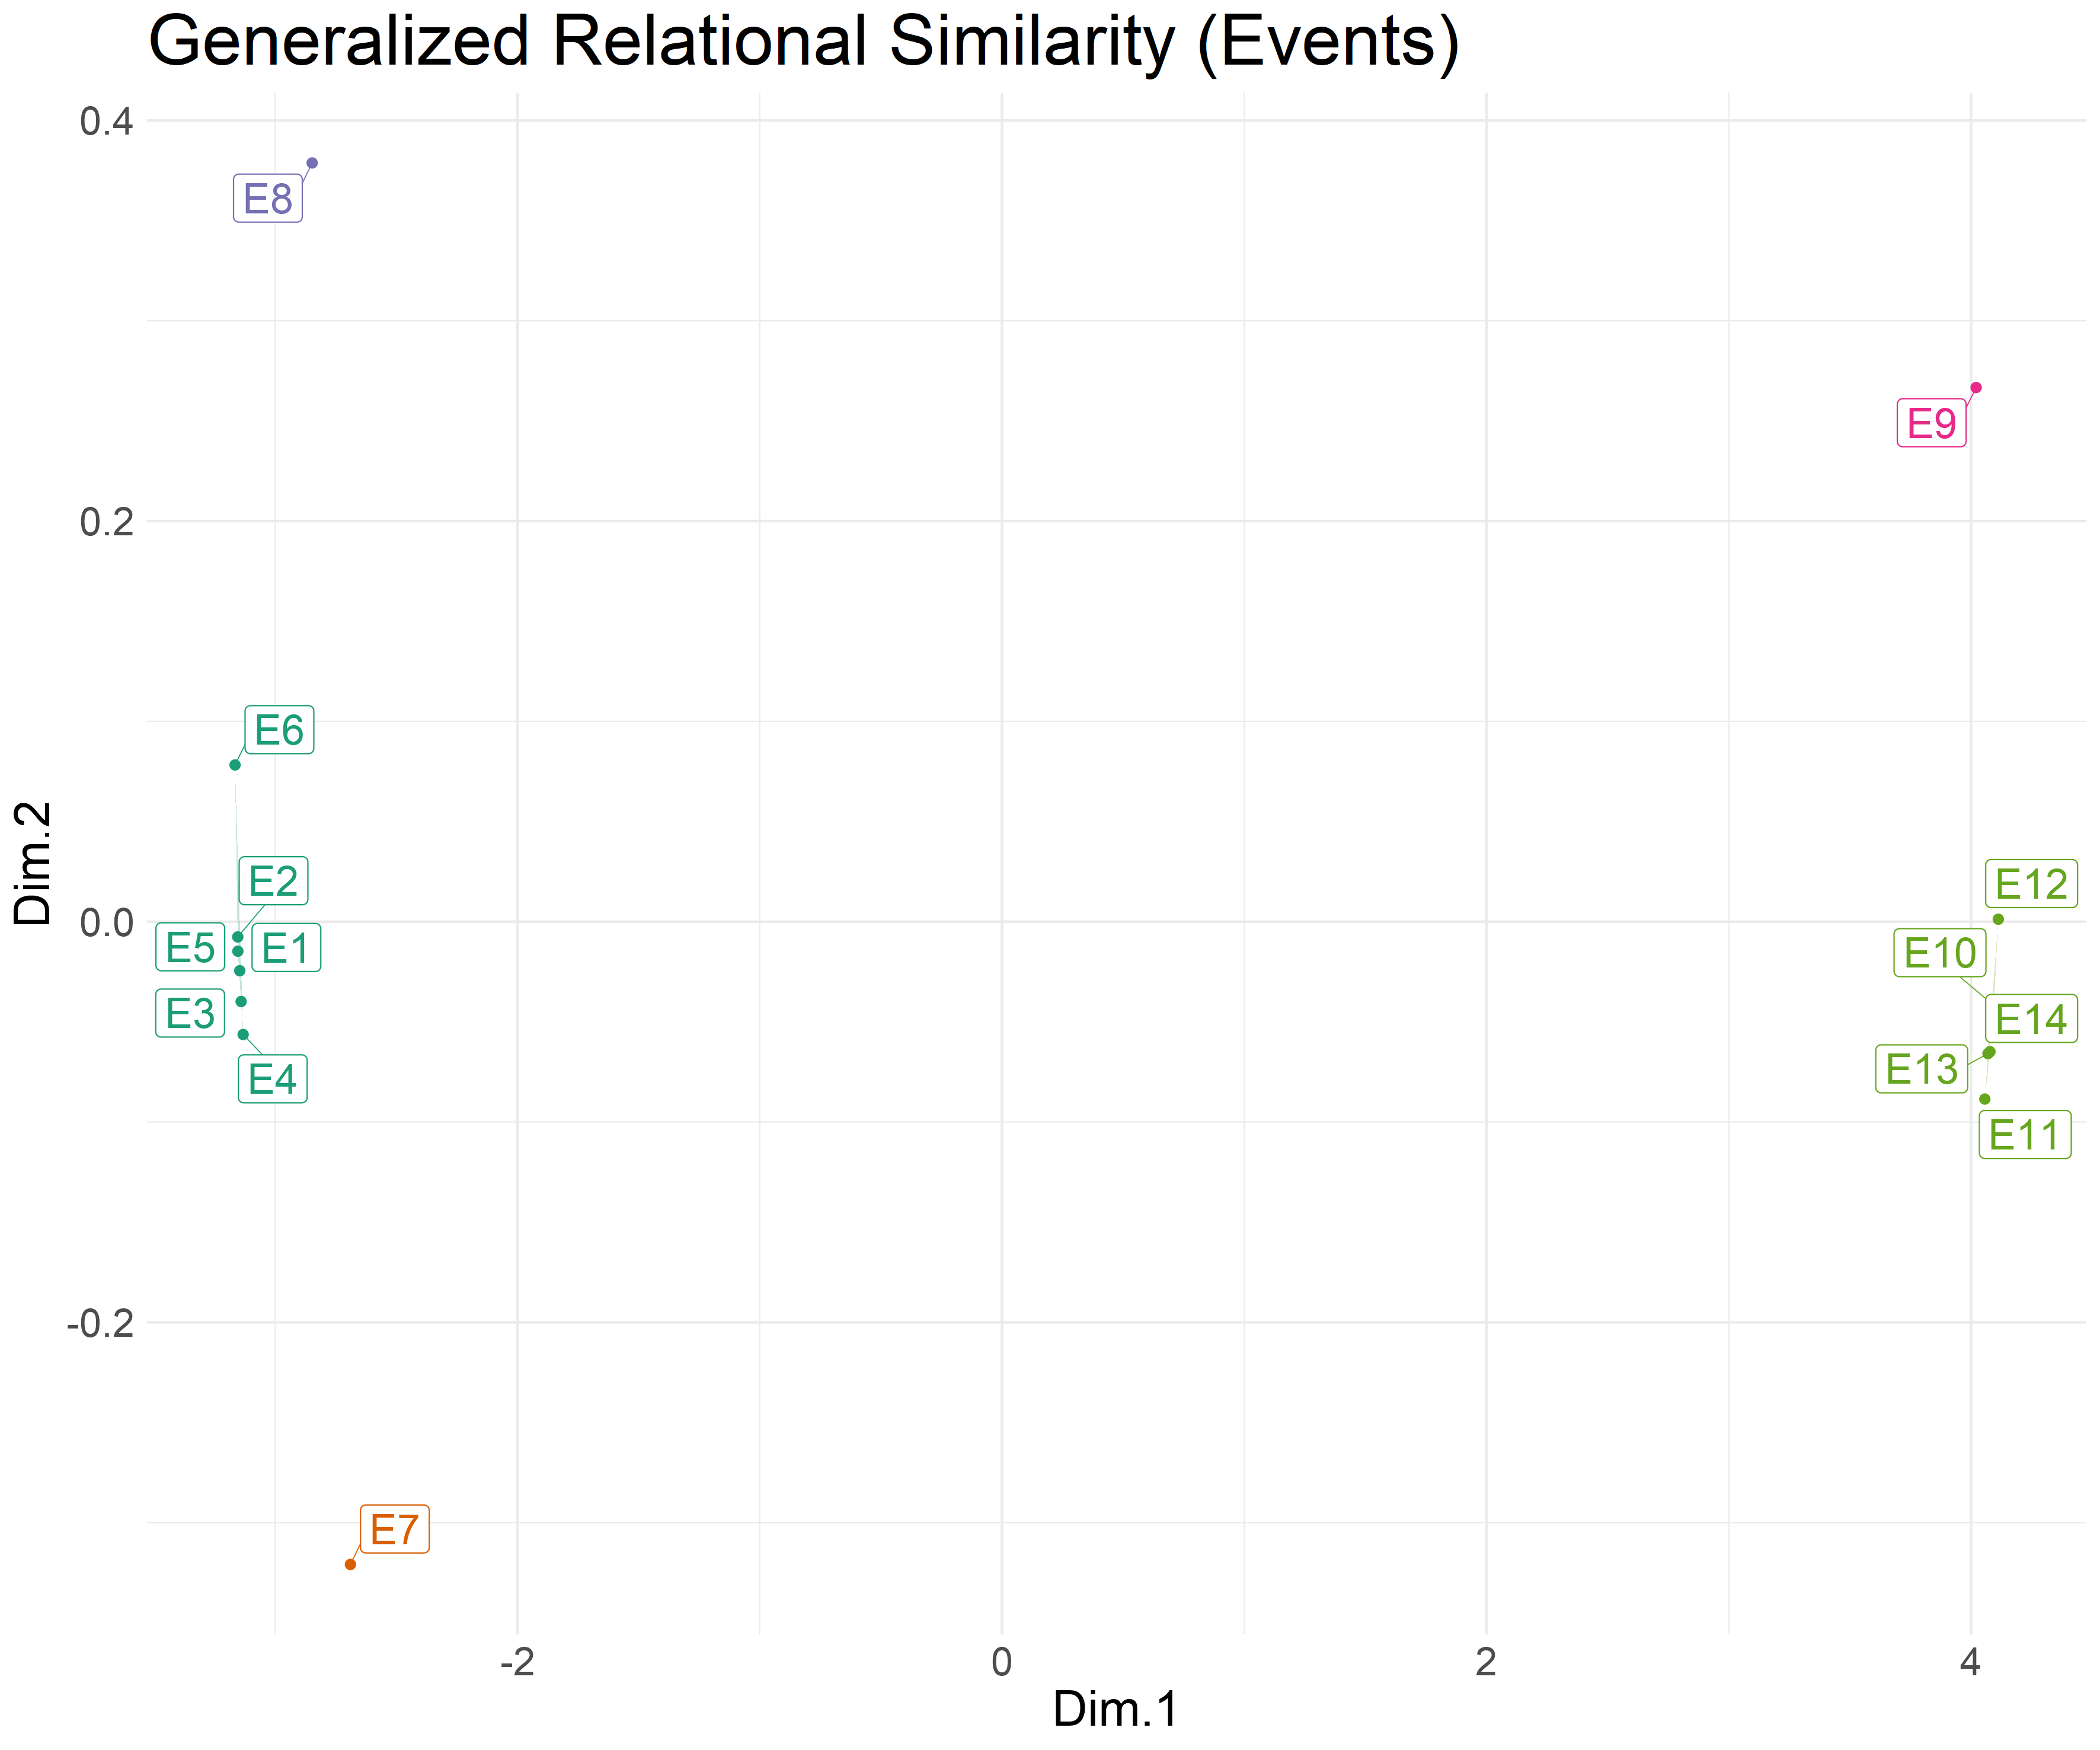 Generalized Relational Similarity (Events)
0.4
E8
E9
0.2
E6
E2
E12
0.0
E5
E1
E10
E3
E14
E13
E4
E11
-0.2
E7
Dim.2
-2
0
2
4
Dim.1